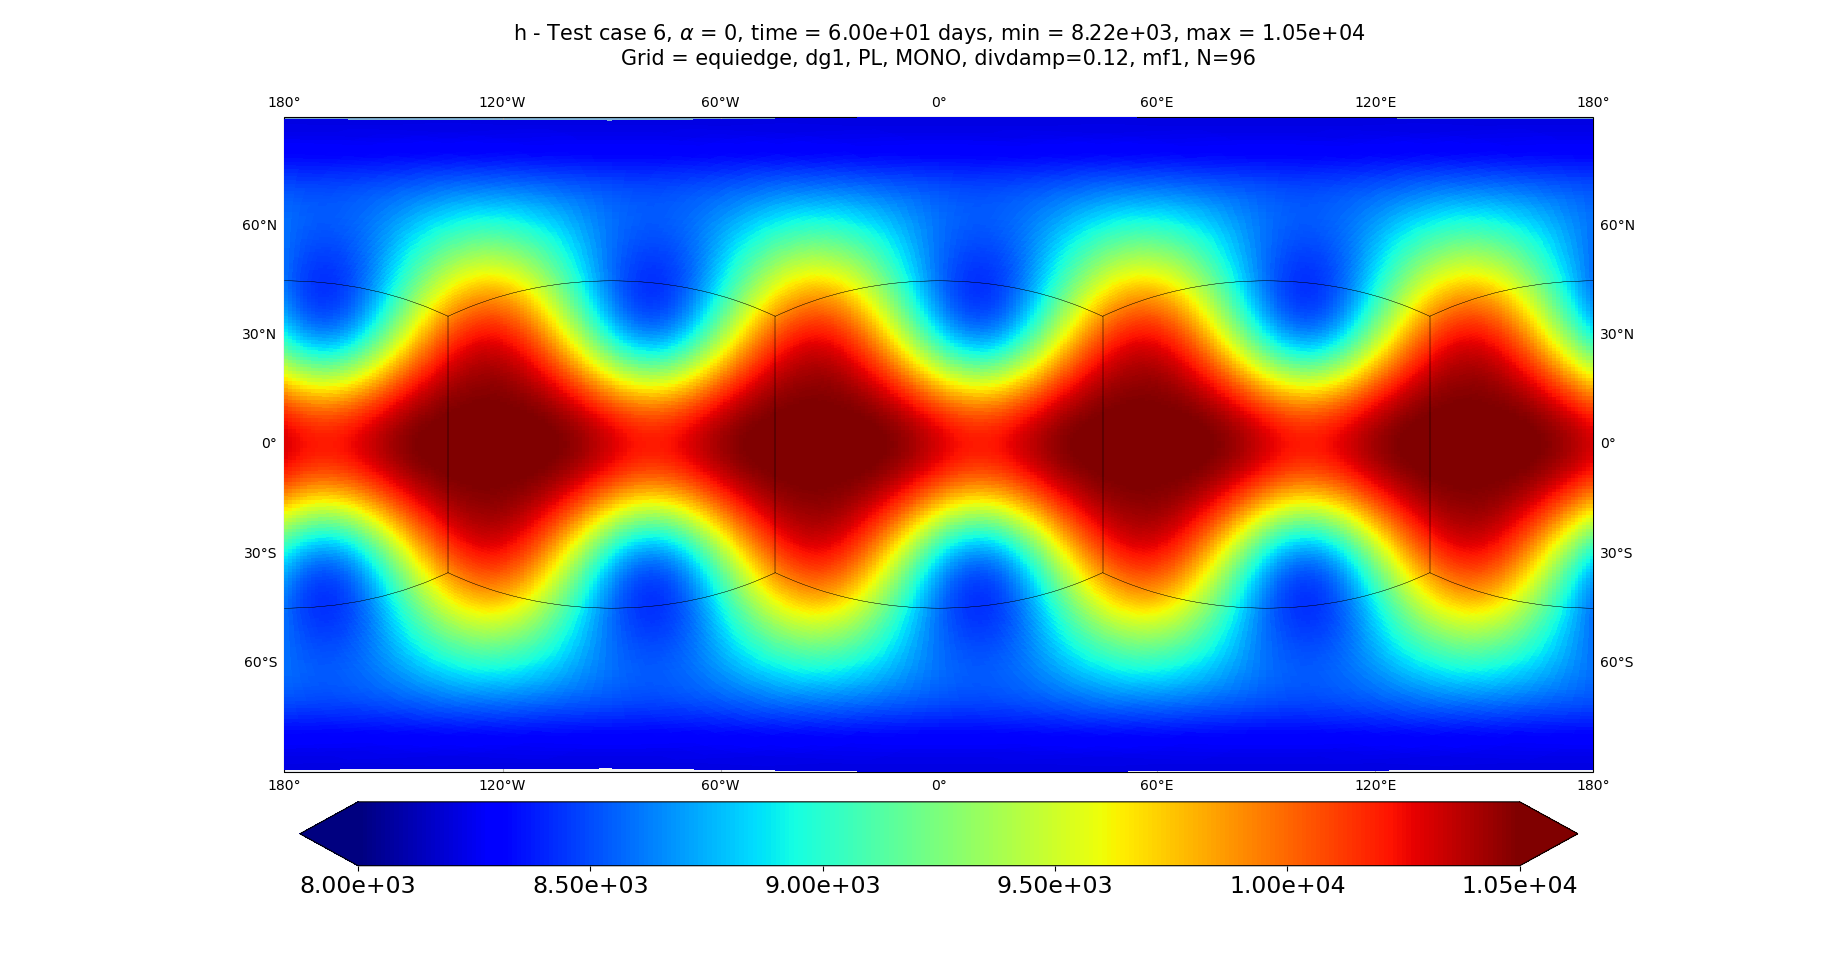 h - Test case 6, α = 0, time = 6.00e+01 days, min = 8.22e+03, max = 1.05e+04
Grid = equiedge, dg1, PL, MONO, divdamp=0.12, mf1, N=96
180° 120°W 60°W 0° 60°E 120°E 180°
60°N 60°N
30°N 30°N
0° 0°
30°S 30°S
60°S 60°S
180° 120°W 60°W 0° 60°E 120°E 180°
8.00e+03 8.50e+03 9.00e+03 9.50e+03 1.00e+04 1.05e+04